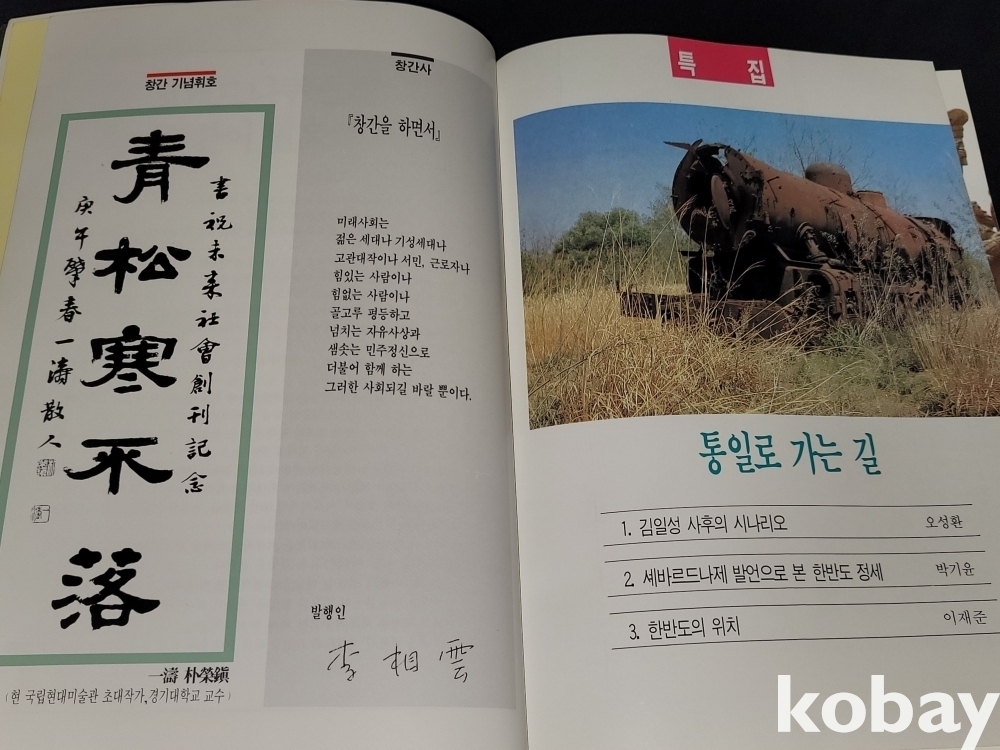 창간 기념휘호
青松寒不落
書祝未來社會創刊記念
庚午肇春一濤散人
一濤 朴榮鎭
(현 국립현대미술관 초대작가, 경기대학교 교수)
창간사
『창간을 하면서』
미래사회는
젊은 세대나 기성세대나
고관대작이나 서민, 근로자나
힘있는 사람이나
힘없는 사람이나
골고루 평등하고
넘치는 자유사상과
샘솟는 민주정신으로
더불어 함께 하는
그러한 사회되길 바랄 뿐이다.
발행인
李相雲
특집
통일로 가는 길
1. 김일성 사후의 시나리오 오성환
2. 셰바르드나제 발언으로 본 한반도 정세 박기윤
3. 한반도의 위치 이재준
kobay